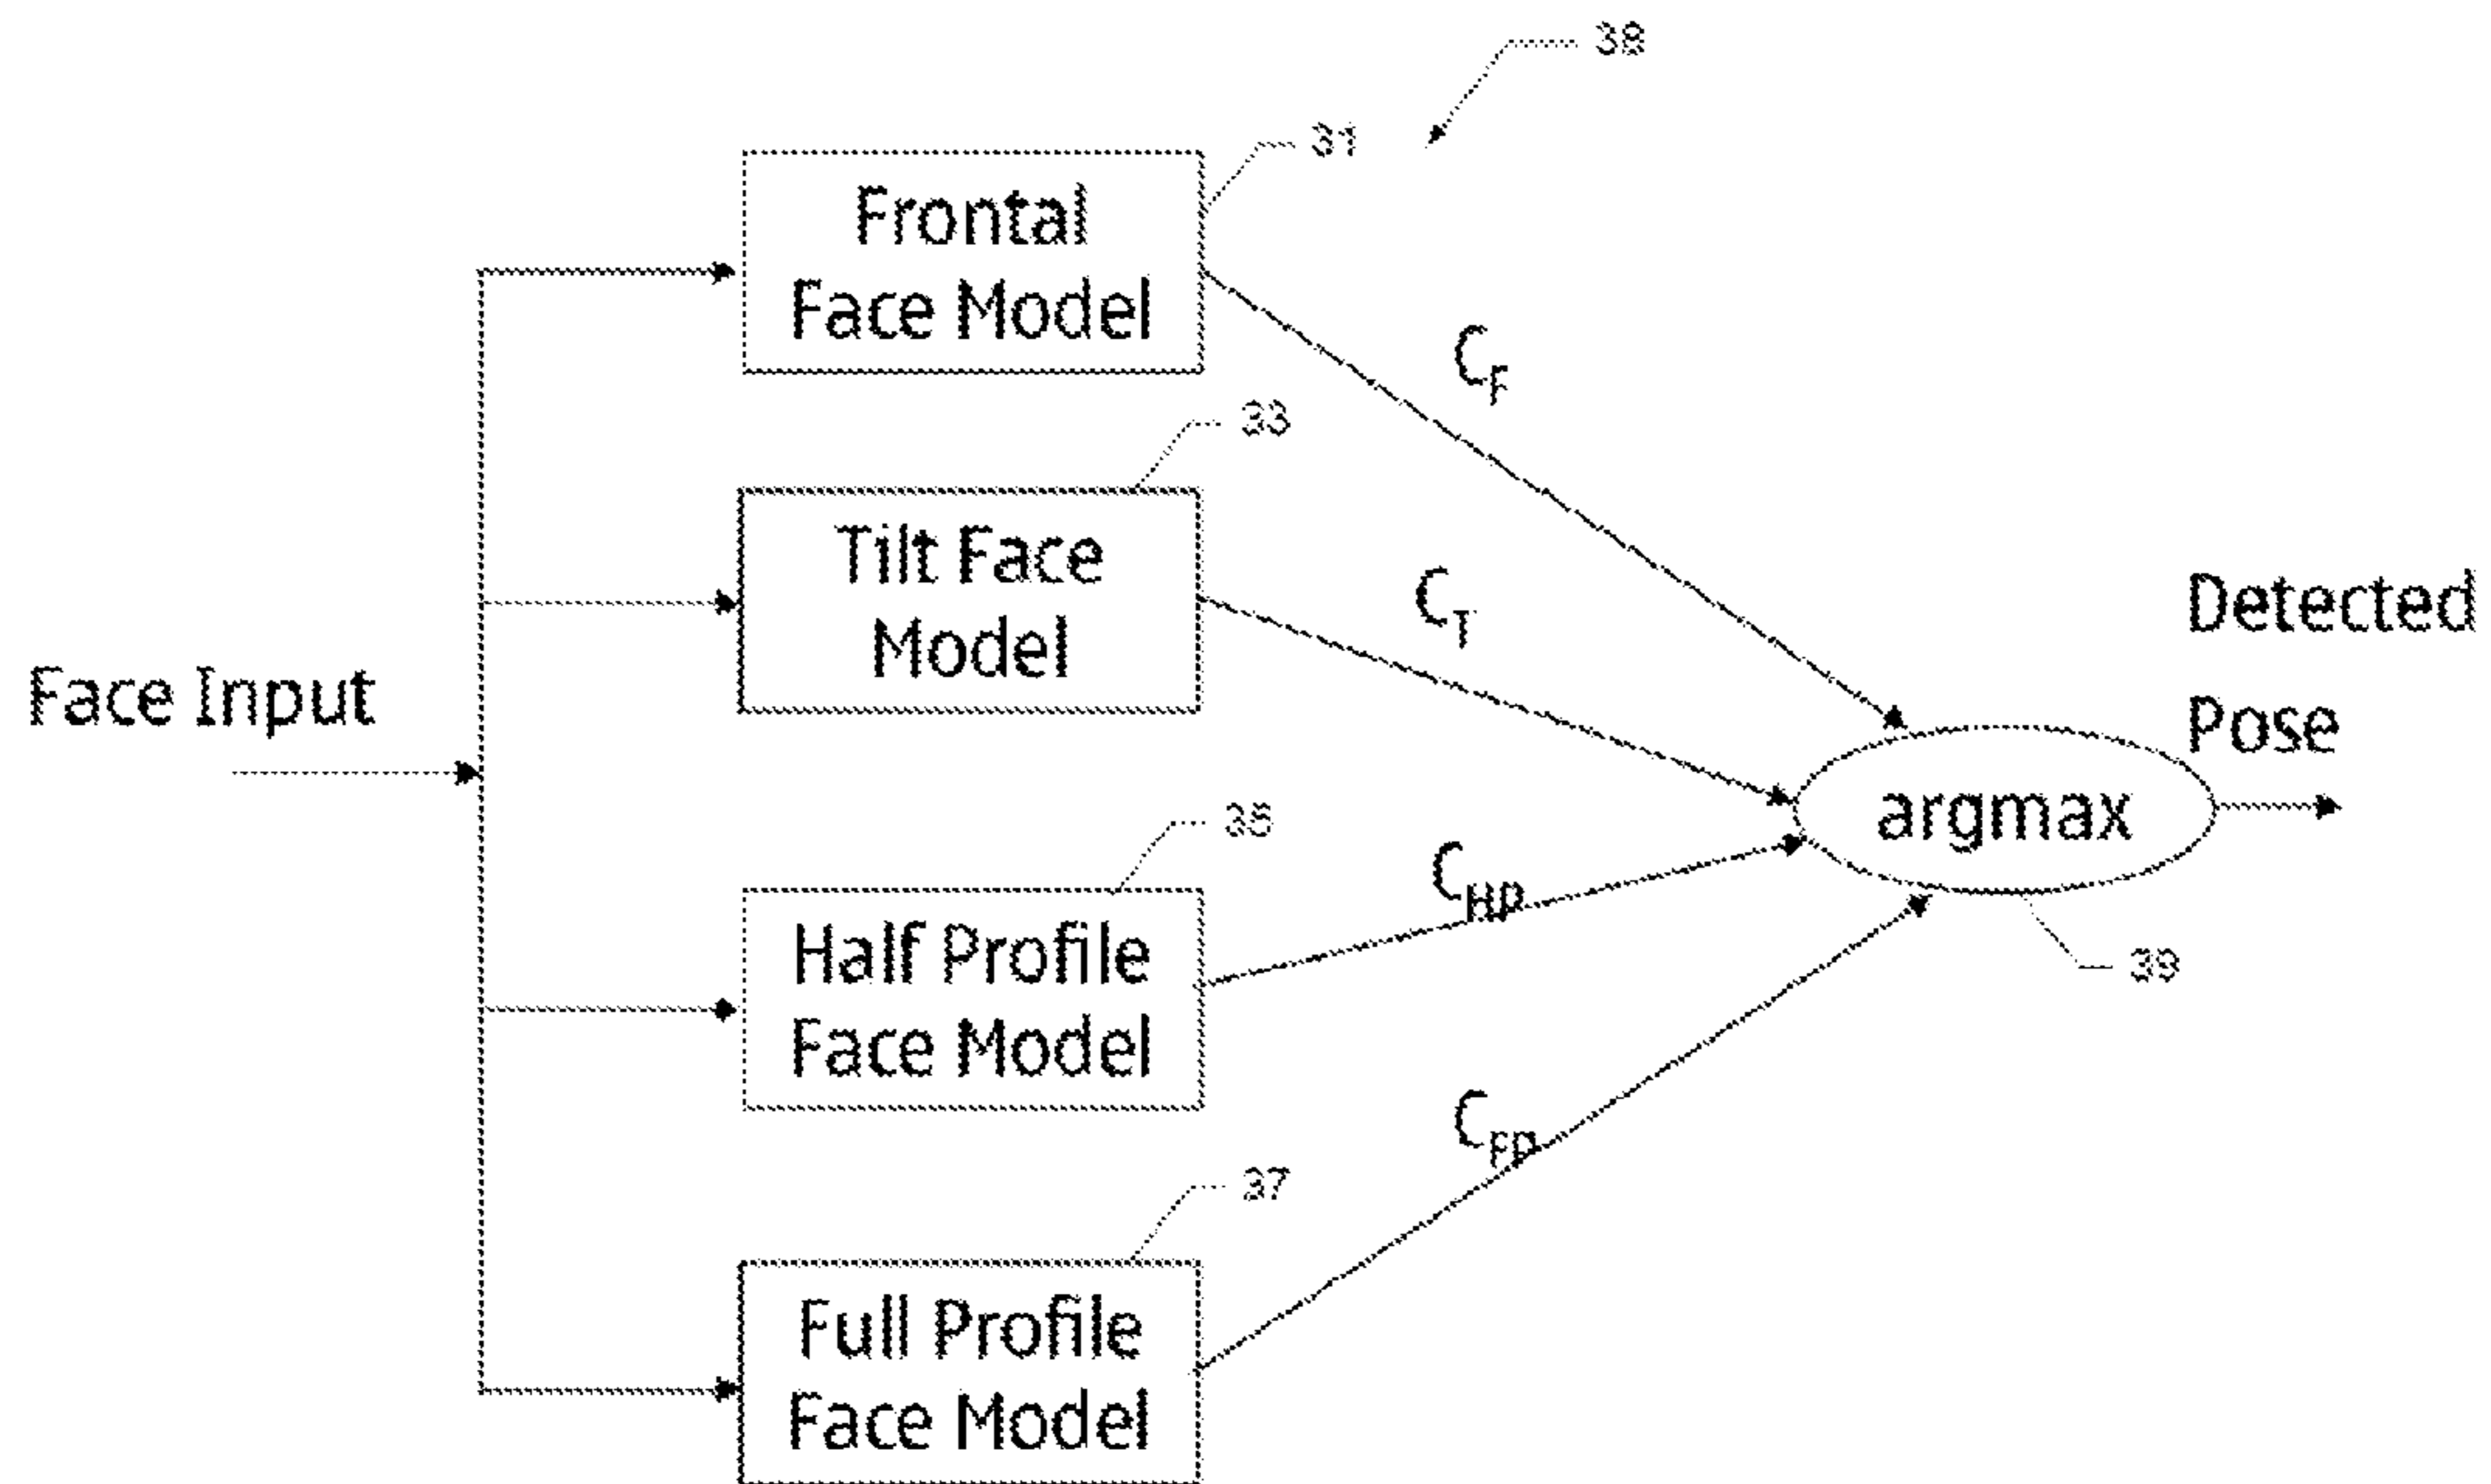 38
31
Frontal
Face Model
C_F
33
Tilt Face
Model
C_T
Detected
Pose
Face Input
argmax
35
C_HP
Half Profile
Face Model
39
C_FP
37
Full Profile
Face Model